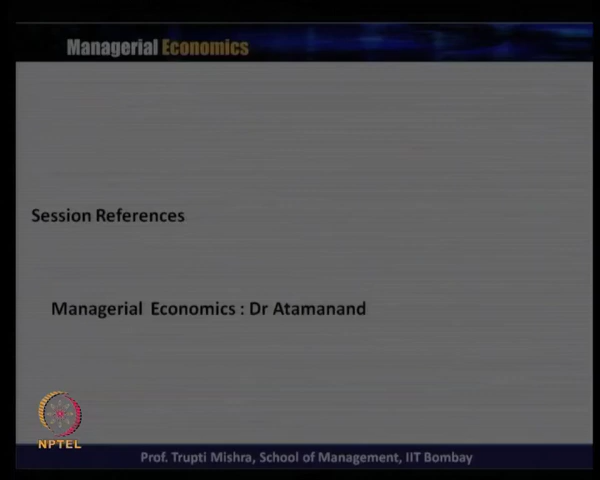 Managerial Economics
Session References
Managerial Economics : Dr Atamanand
NPTEL
Prof. Trupti Mishra, School of Management, IIT Bombay